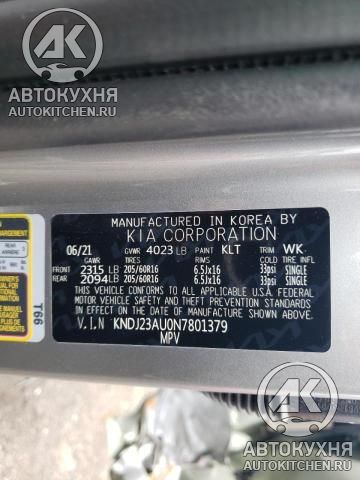 АК
АВТОКУХНЯ
AUTOKITCHEN.RU
MANUFACTURED IN KOREA BY
KIA CORPORATION
06/21 GVWR 4023 LB PAINT KLT TRIM WK
GAWR TIRES RIMS COLD TIRE INFL
FRONT 2315 LB 205/60R16 6.5Jx16 33psi SINGLE
REAR 2094 LB 205/60R16 6.5Jx16 33psi SINGLE
THIS VEHICLE CONFORMS TO ALL APPLICABLE U.S.A. FEDERAL
MOTOR VEHICLE SAFETY AND THEFT PREVENTION STANDARDS
IN EFFECT ON THE DATE OF MANUFACTURE SHOWN ABOVE.
V.I.N KNDJ23AU0N7801379
MPV
REAR
T66
АК
АВТОКУХНЯ
AUTOKITCHEN.RU